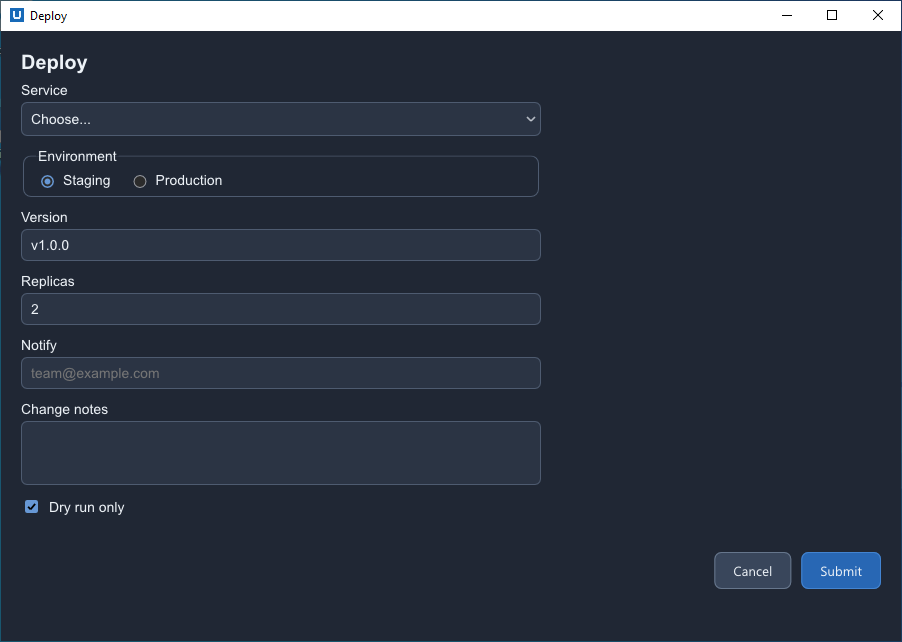 Deploy
Deploy
Service
Choose...
Environment
Staging Production
Version
v1.0.0
Replicas
2
Notify
team@example.com
Change notes
Dry run only
Cancel Submit